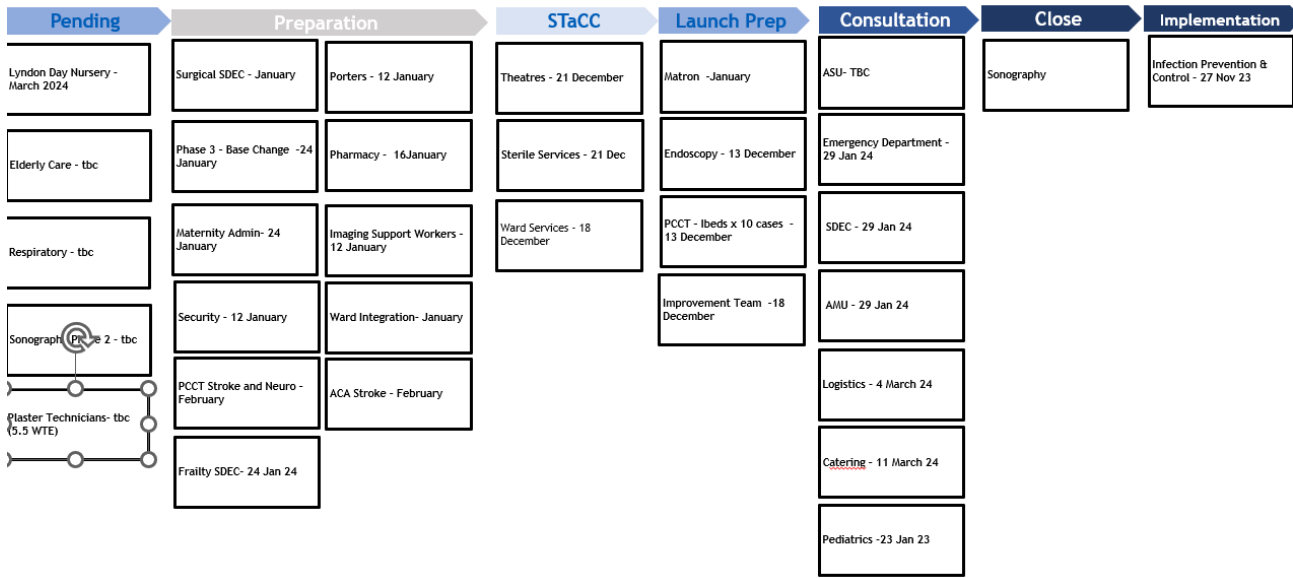 Pending
Preparation
STaCC
Launch Prep
Consultation
Close
Implementation
Lyndon Day Nursery -
March 2024
Elderly Care - tbc
Respiratory - tbc
2 - tbc
Plaster Technicians- tbc
(5.5 WTE)
Surgical SDEC - January
Phase 3 - Base Change -24
January
Maternity Admin- 24
January
Security - 12 January
PCCT Stroke and Neuro -
February
Frailty SDEC- 24 Jan 24
Porters - 12 January
Pharmacy - 16January
Imaging Support Workers -
12 January
Ward Integration- January
ACA Stroke - February
Theatres - 21 December
Sterile Services - 21 Dec
Ward Services - 18
December
Matron -January
Endoscopy - 13 December
PCCT - Ibeds x 10 cases -
13 December
Improvement Team -18
December
ASU- TBC
Emergency Department -
29 Jan 24
SDEC - 29 Jan 24
AMU - 29 Jan 24
Logistics - 4 March 24
Catering - 11 March 24
Pediatrics -23 Jan 23
Sonography
Infection Prevention &
Control - 27 Nov 23